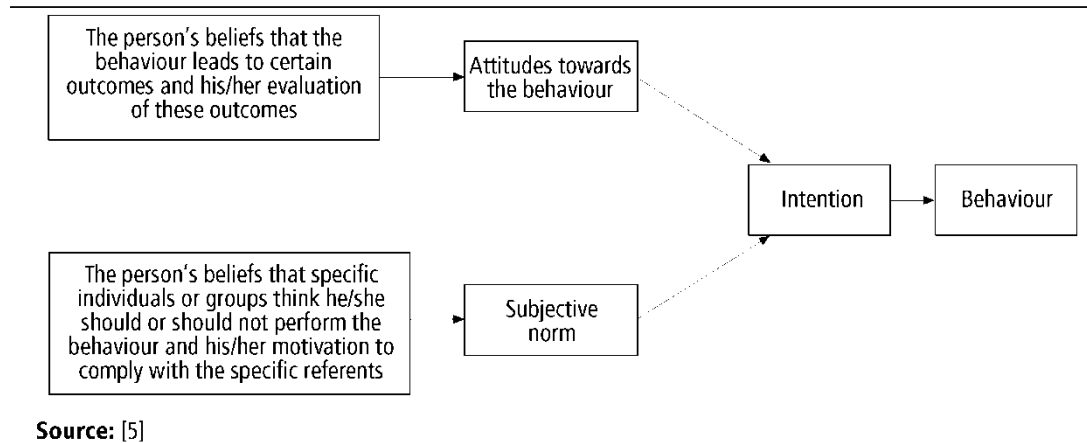 The person's beliefs that the
behaviour leads to certain
outcomes and his/her evaluation
of these outcomes
Attitudes towards
the behaviour
Intention
Behaviour
The person's beliefs that specific
individuals or groups think he/she
should or should not perform the
behaviour and his/her motivation to
comply with the specific referents
Subjective
norm
Source: [5]